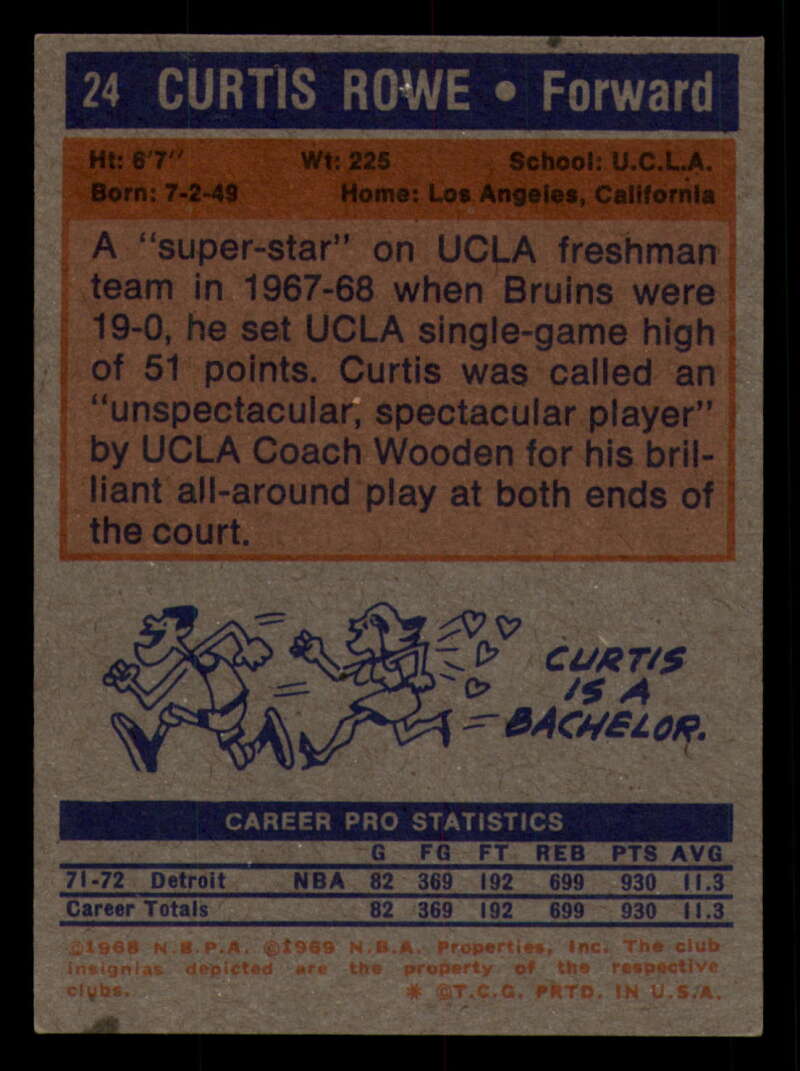 24 CURTIS ROWE • Forward
Ht: 6'7" Wt: 225 School: U.C.L.A.
Born: 7-2-49 Home: Los Angeles, California
A "super-star" on UCLA freshman
team in 1967-68 when Bruins were
19-0, he set UCLA single-game high
of 51 points. Curtis was called an
"unspectacular, spectacular player"
by UCLA Coach Wooden for his bril-
liant all-around play at both ends of
the court.
CURTIS
IS A
BACHELOR.
CAREER PRO STATISTICS
G FG FT REB PTS AVG
71-72 Detroit NBA 82 369 192 699 930 11.3
Career Totals 82 369 192 699 930 11.3
©1968 N.B.P.A. ©1969 N.B.A. Properties, Inc. The club
insignias depicted are the property of the respective
clubs. * ©T.C.G. PRTD. IN U.S.A.